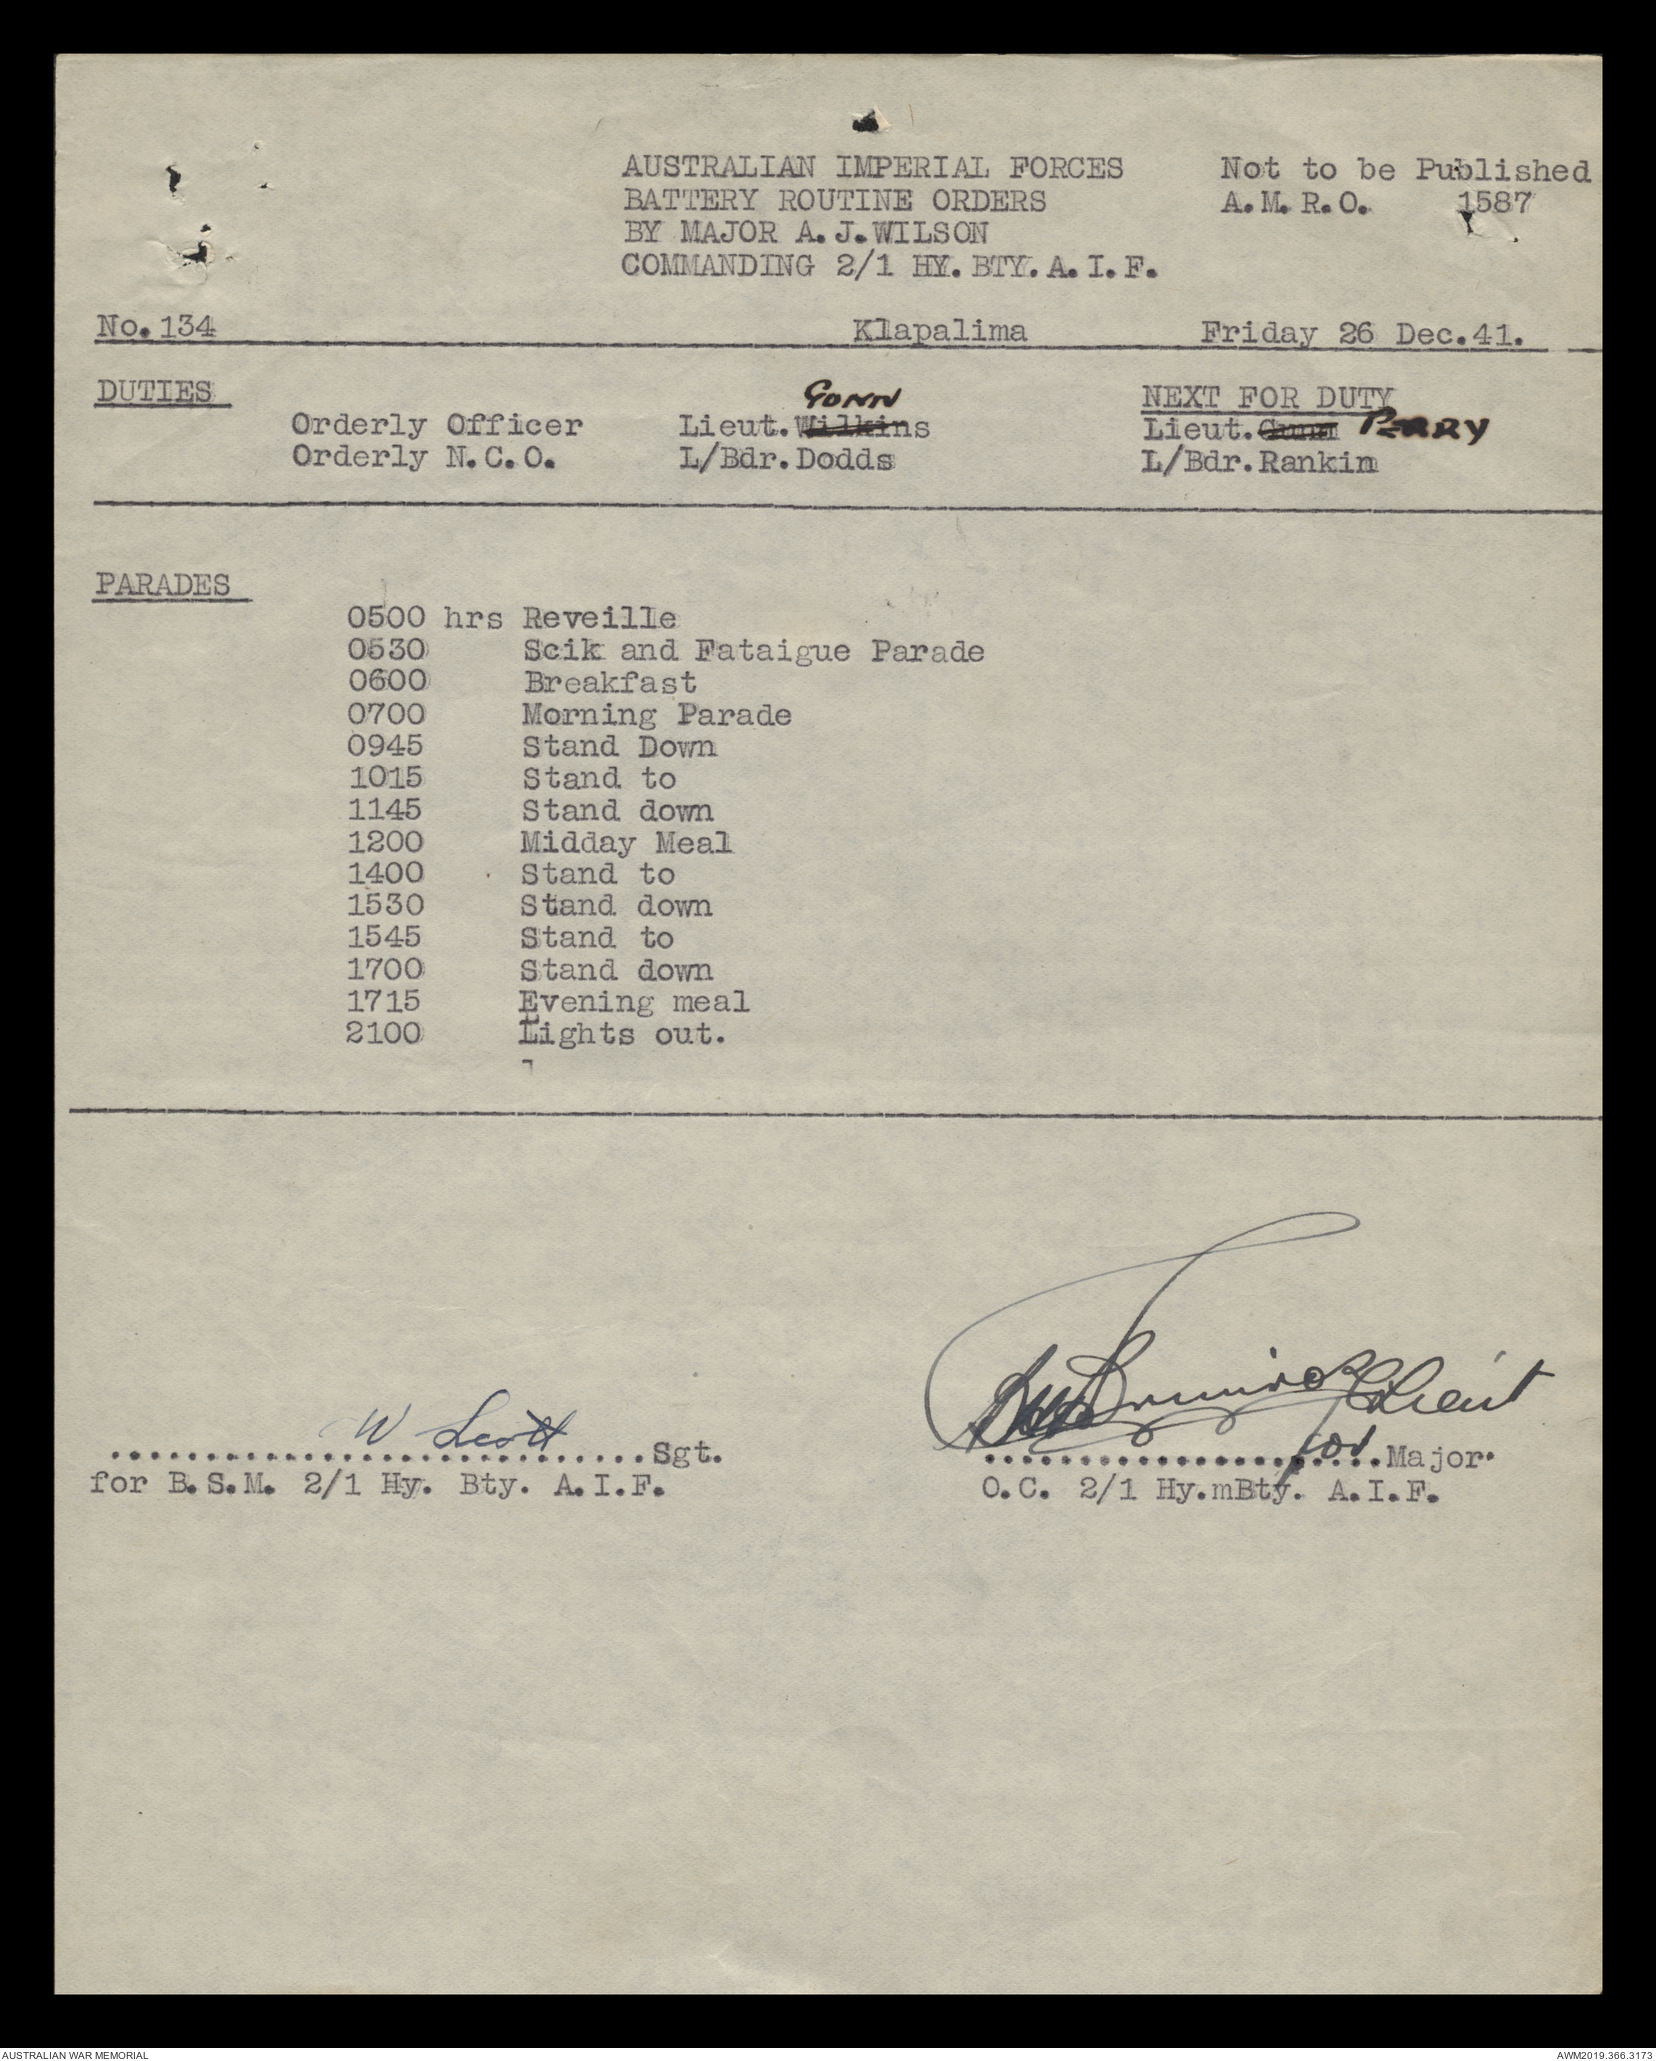 AUSTRALIAN IMPERIAL FORCES Not to be Published
BATTERY ROUTINE ORDERS A.M.R.O. 1587
BY MAJOR A.J.WILSON
COMMANDING 2/1 HY.BTY.A.I.F.
No.134 Klapalima Friday 26 Dec.41.
DUTIES GUNN NEXT FOR DUTY
Orderly Officer Lieut.Wilkins Lieut.Gunn PERRY
Orderly N.C.O. L/Bdr.Dodds L/Bdr.Rankin
PARADES
0500 hrs Reveille
0530 Scik and Fataigue Parade
0600 Breakfast
0700 Morning Parade
0945 Stand Down
1015 Stand to
1145 Stand down
1200 Midday Meal
1400 Stand to
1530 Stand down
1545 Stand to
1700 Stand down
1715 Evening meal
2100 Lights out.
W Scott Lieut
..............................Sgt. for .....................Major.
for B.S.M. 2/1 Hy. Bty. A.I.F. O.C. 2/1 Hy.mBty. A.I.F.
AUSTRALIAN WAR MEMORIAL AWM2019.366.3173